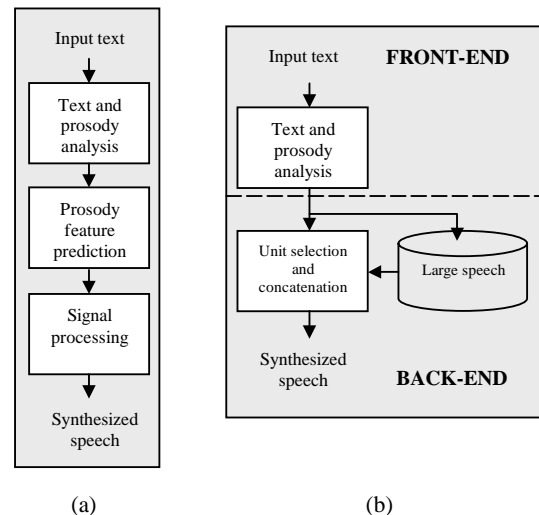 Input text
Text and
prosody
analysis
Prosody
feature
prediction
Signal
processing
Synthesized
speech
(a)
Input text
FRONT-END
Text and
prosody
analysis
Unit selection
and
concatenation
Large speech
Synthesized
speech
BACK-END
(b)